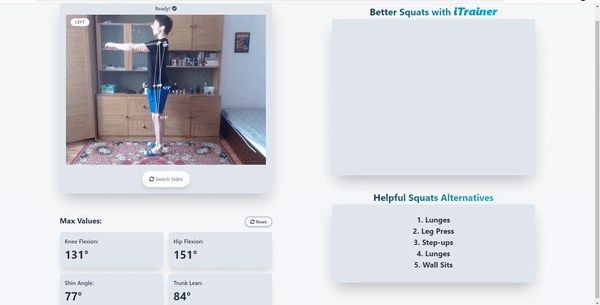 Ready!
LEFT
Switch Sides
Max Values:
Reset
Knee Flexion:
131°
Hip Flexion:
151°
Shin Angle:
77°
Trunk Lean:
84°
Better Squats with iTrainer
Helpful Squats Alternatives
1. Lunges
2. Leg Press
3. Step-ups
4. Lunges
5. Wall Sits